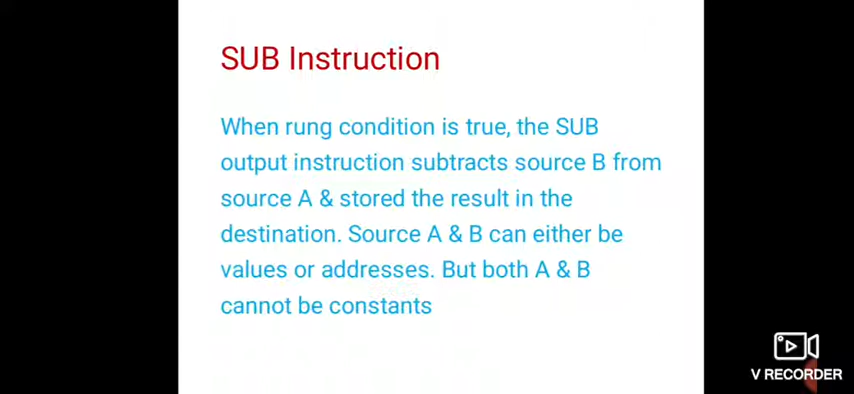 SUB Instruction
When rung condition is true, the SUB
output instruction subtracts source B from
source A & stored the result in the
destination. Source A & B can either be
values or addresses. But both A & B
cannot be constants
V RECORDER